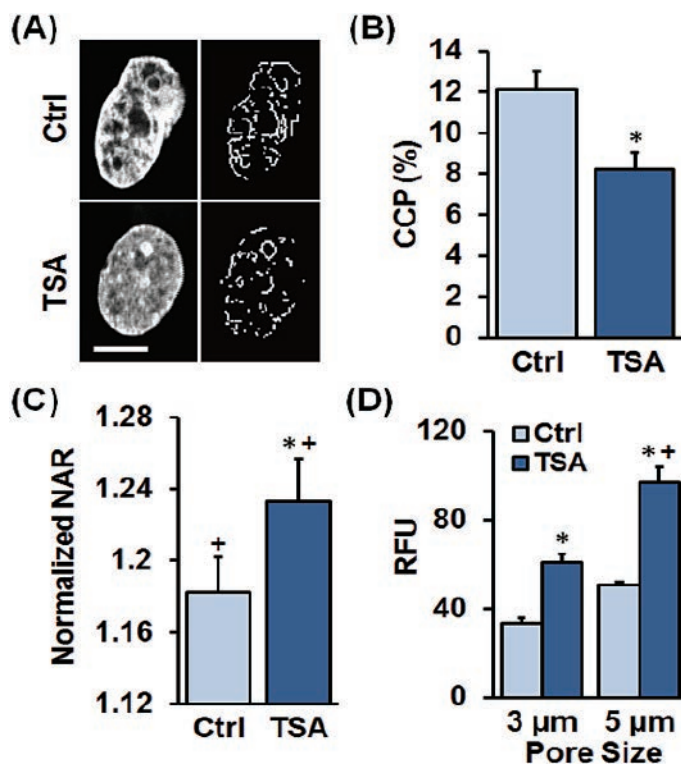 (A)
Ctrl
TSA
(B)
CCP (%)
14
12
10
8
6
4
2
0
*
Ctrl TSA
(C)
Normalized NAR
1.28
1.24
1.2
1.16
1.12
+
*+
Ctrl TSA
(D)
RFU
120
80
40
0
Ctrl
TSA
*
*+
3 µm 5 µm
Pore Size